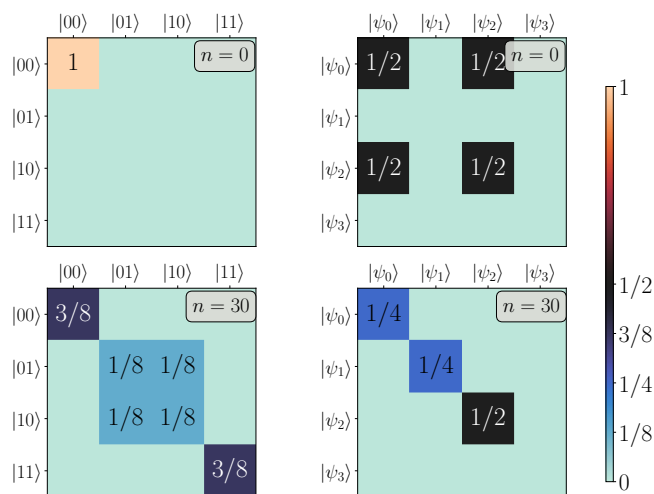 |00⟩ |01⟩ |10⟩ |11⟩
|ψ₀⟩ |ψ₁⟩ |ψ₂⟩ |ψ₃⟩
|00⟩ 1 n = 0
|01⟩
|10⟩
|11⟩
|ψ₀⟩ 1/2 1/2 n = 0
|ψ₁⟩
|ψ₂⟩ 1/2 1/2
|ψ₃⟩
|00⟩ |01⟩ |10⟩ |11⟩
|ψ₀⟩ |ψ₁⟩ |ψ₂⟩ |ψ₃⟩
|00⟩ 3/8 n = 30
|01⟩ 1/8 1/8
|10⟩ 1/8 1/8
|11⟩ 3/8
|ψ₀⟩ 1/4 n = 30
|ψ₁⟩ 1/4
|ψ₂⟩ 1/2
|ψ₃⟩
1
1/2
3/8
1/4
1/8
0